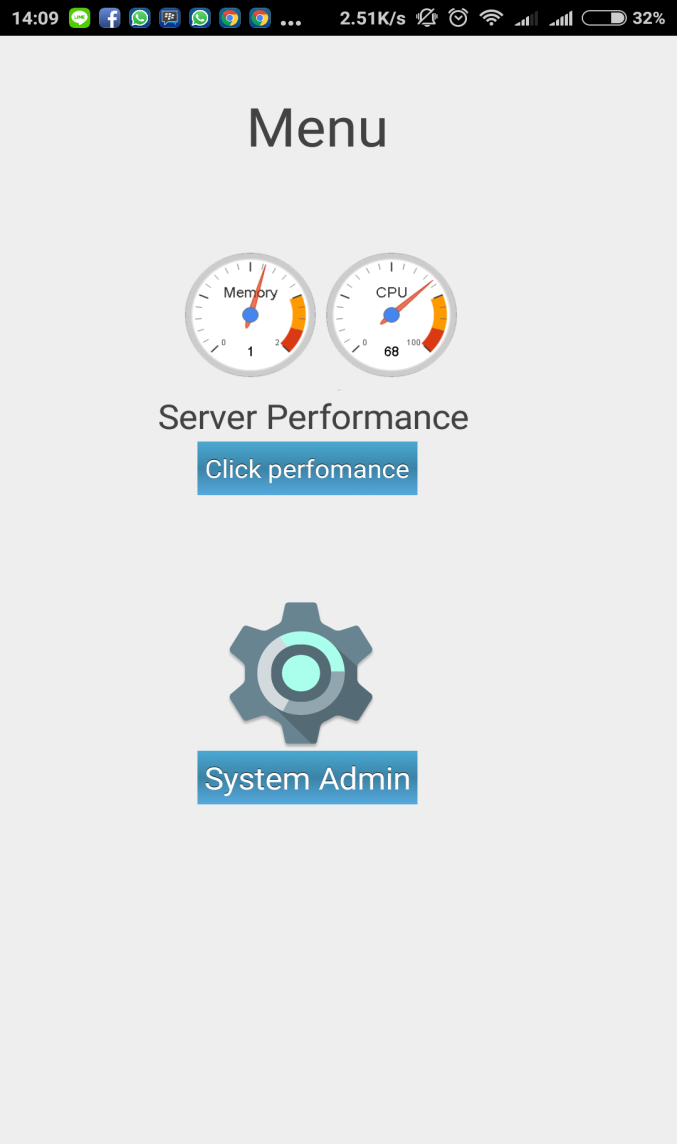 14:09 LINE f ... 2.51K/s 32%
Menu
Memory CPU
0 2 0 100
1 68
Server Performance
Click perfomance
System Admin